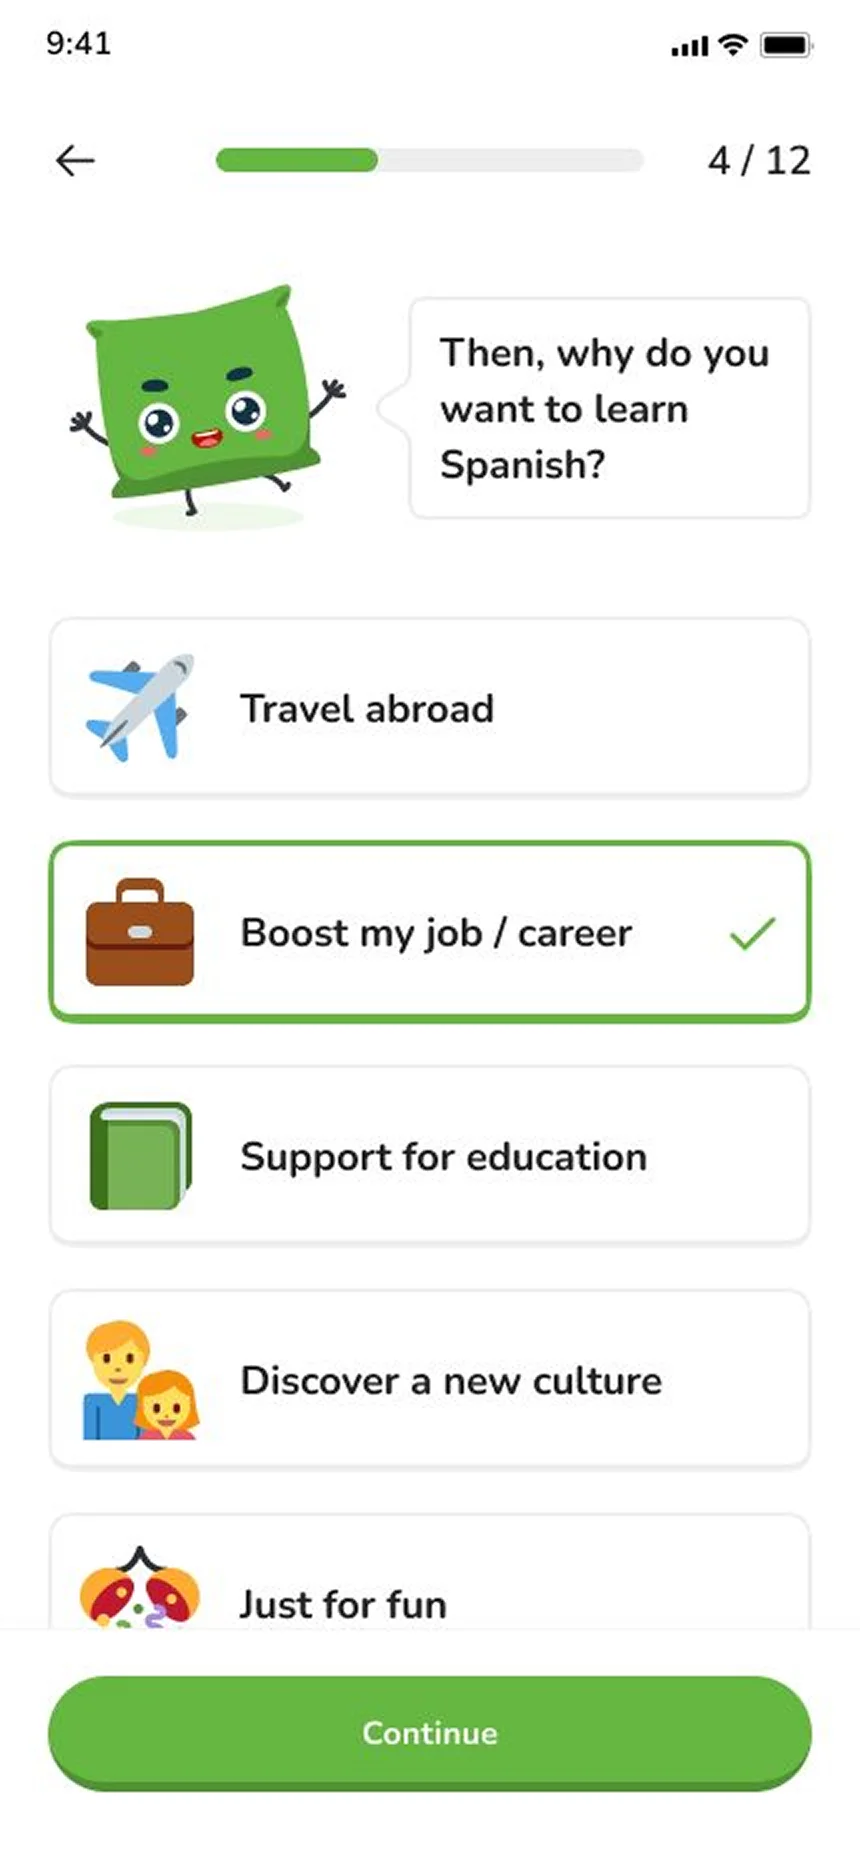 9:41
4 / 12
Then, why do you
want to learn
Spanish?
Travel abroad
Boost my job / career
Support for education
Discover a new culture
Just for fun
Continue